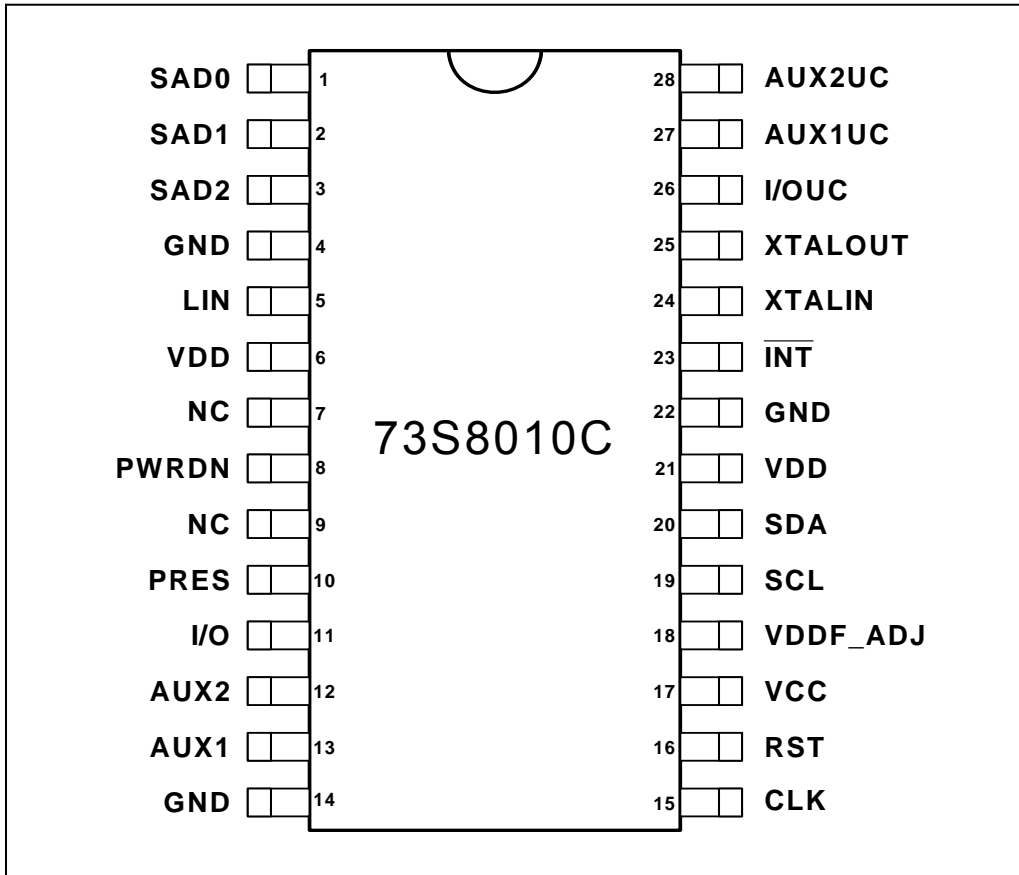 SAD0 1 28 AUX2UC
SAD1 2 27 AUX1UC
SAD2 3 26 I/OUC
GND 4 25 XTALOUT
LIN 5 24 XTALIN
VDD 6 23 INT
NC 7 22 GND
73S8010C
PWRDN 8 21 VDD
NC 9 20 SDA
PRES 10 19 SCL
I/O 11 18 VDDF_ADJ
AUX2 12 17 VCC
AUX1 13 16 RST
GND 14 15 CLK